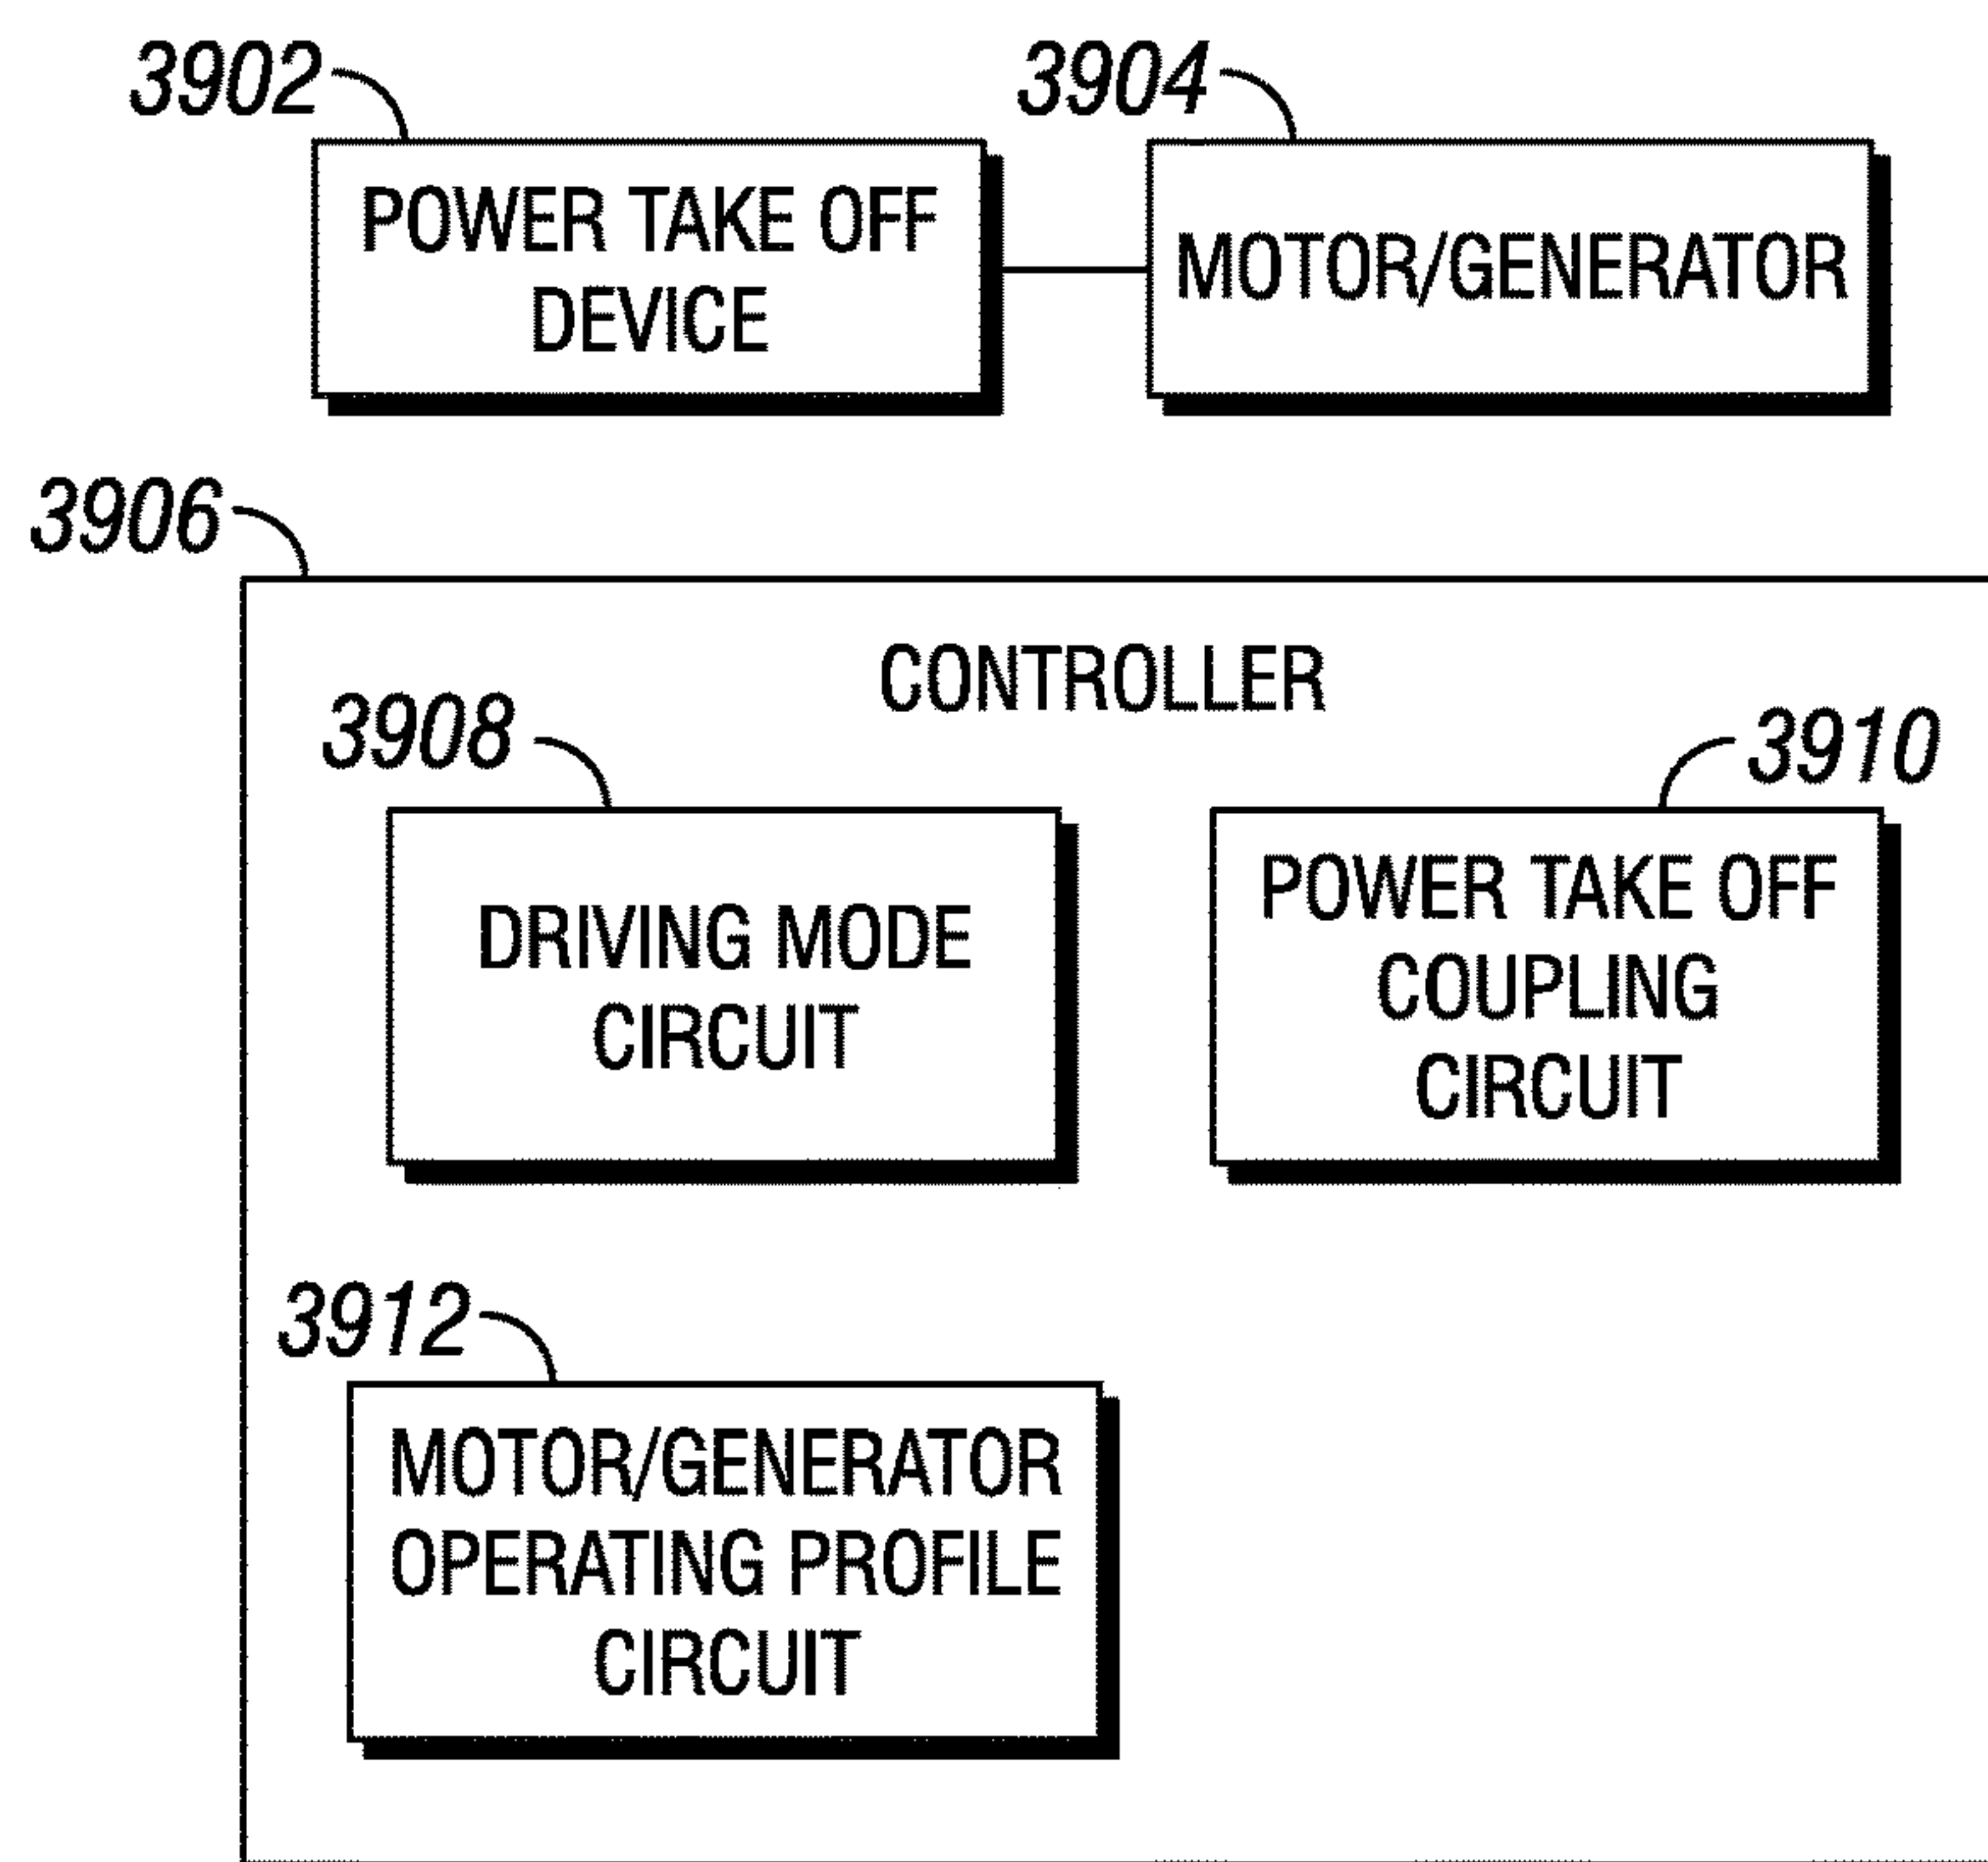 3902
3904
POWER TAKE OFF
DEVICE
MOTOR/GENERATOR
3906
CONTROLLER
3908
3910
DRIVING MODE
CIRCUIT
POWER TAKE OFF
COUPLING
CIRCUIT
3912
MOTOR/GENERATOR
OPERATING PROFILE
CIRCUIT